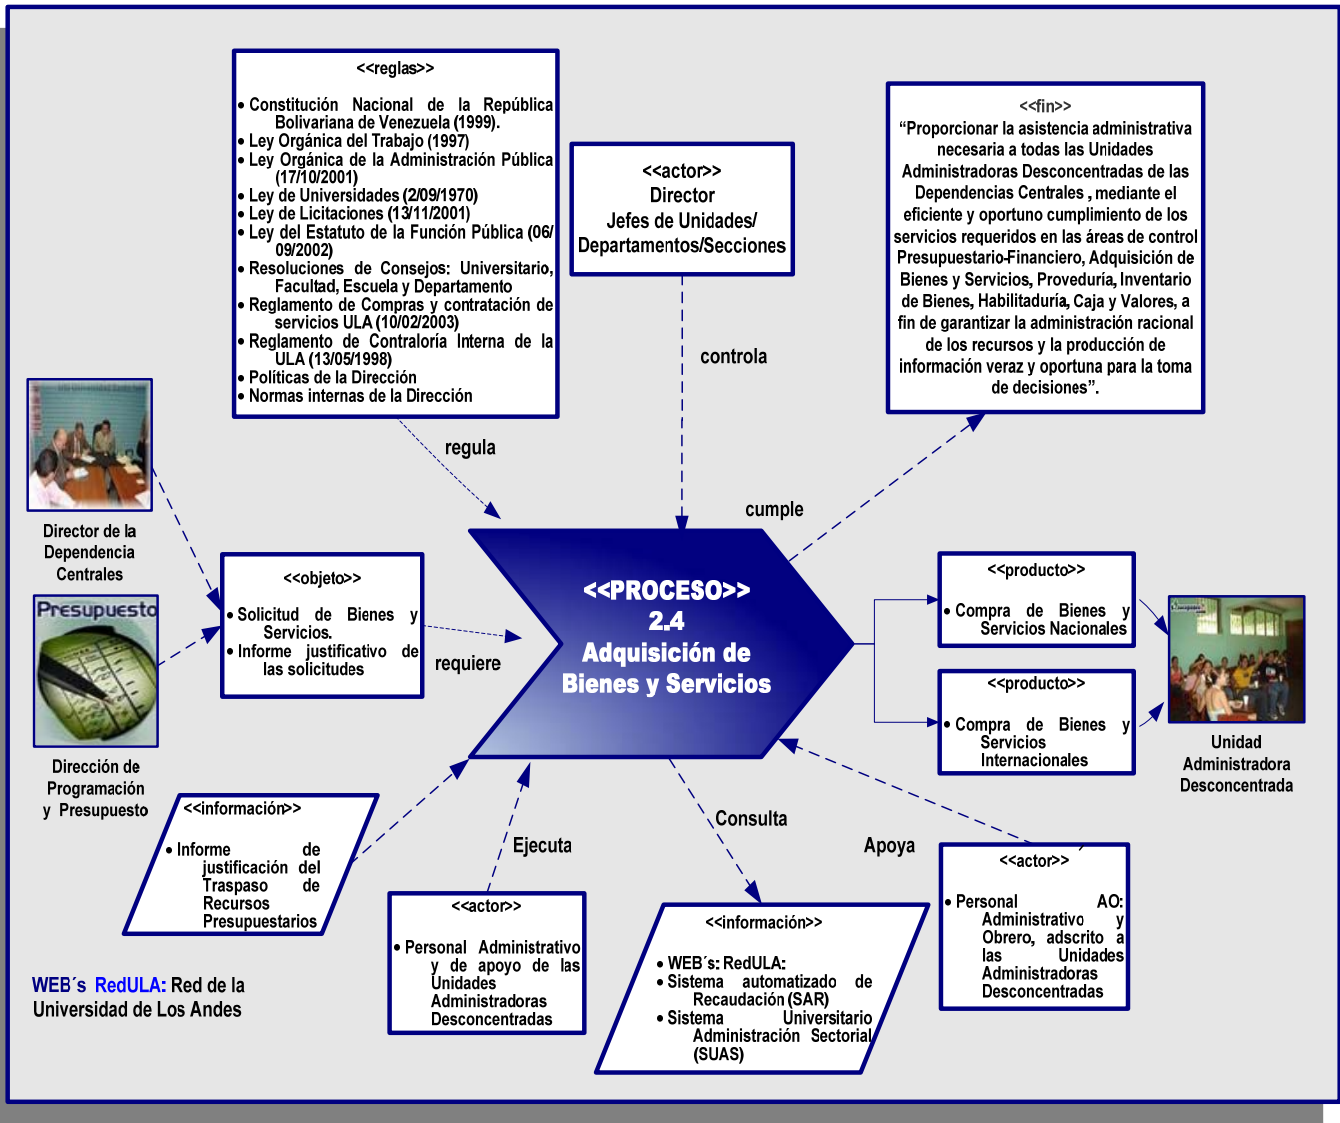 <<reglas>>
• Constitución Nacional de la República
Bolivariana de Venezuela (1999).
• Ley Orgánica del Trabajo (1997)
• Ley Orgánica de la Administración Pública
(17/10/2001)
• Ley de Universidades (2/09/1970)
• Ley de Licitaciones (13/11/2001)
• Ley del Estatuto de la Función Pública (06/
09/2002)
• Resoluciones de Consejos: Universitario,
Facultad, Escuela y Departamento
• Reglamento de Compras y contratación de
servicios ULA (10/02/2003)
• Reglamento de Contraloría Interna de la
ULA (13/05/1998)
• Políticas de la Dirección
• Normas internas de la Dirección
<<actor>>
Director
Jefes de Unidades/
Departamentos/Secciones
<<fin>>
“Proporcionar la asistencia administrativa
necesaria a todas las Unidades
Administradoras Desconcentradas de las
Dependencias Centrales , mediante el
eficiente y oportuno cumplimiento de los
servicios requeridos en las áreas de control
Presupuestario-Financiero, Adquisición de
Bienes y Servicios, Proveduría, Inventario
de Bienes, Habilitaduría, Caja y Valores, a
fin de garantizar la administración racional
de los recursos y la producción de
información veraz y oportuna para la toma
de decisiones”.
regula
controla
cumple
Director de la
Dependencia
Centrales
Presupuesto
Dirección de
Programación
y Presupuesto
<<objeto>>
• Solicitud de Bienes y
Servicios.
• Informe justificativo de
las solicitudes
requiere
<<PROCESO>>
2.4
Adquisición de
Bienes y Servicios
<<producto>>
• Compra de Bienes y
Servicios Nacionales
<<producto>>
• Compra de Bienes y
Servicios
Internacionales
Unidad
Administradora
Desconcentrada
<<información>>
• Informe de
justificación del
Traspaso de
Recursos
Presupuestarios
Ejecuta
<<actor>>
• Personal Administrativo
y de apoyo de las
Unidades
Administradoras
Desconcentradas
Consulta
<<información>>
• WEB´s: RedULA:
• Sistema automatizado de
Recaudación (SAR)
• Sistema Universitario
Administración Sectorial
(SUAS)
Apoya
<<actor>>
• Personal AO:
Administrativo y
Obrero, adscrito a
las Unidades
Administradoras
Desconcentradas
WEB´s RedULA: Red de la
Universidad de Los Andes